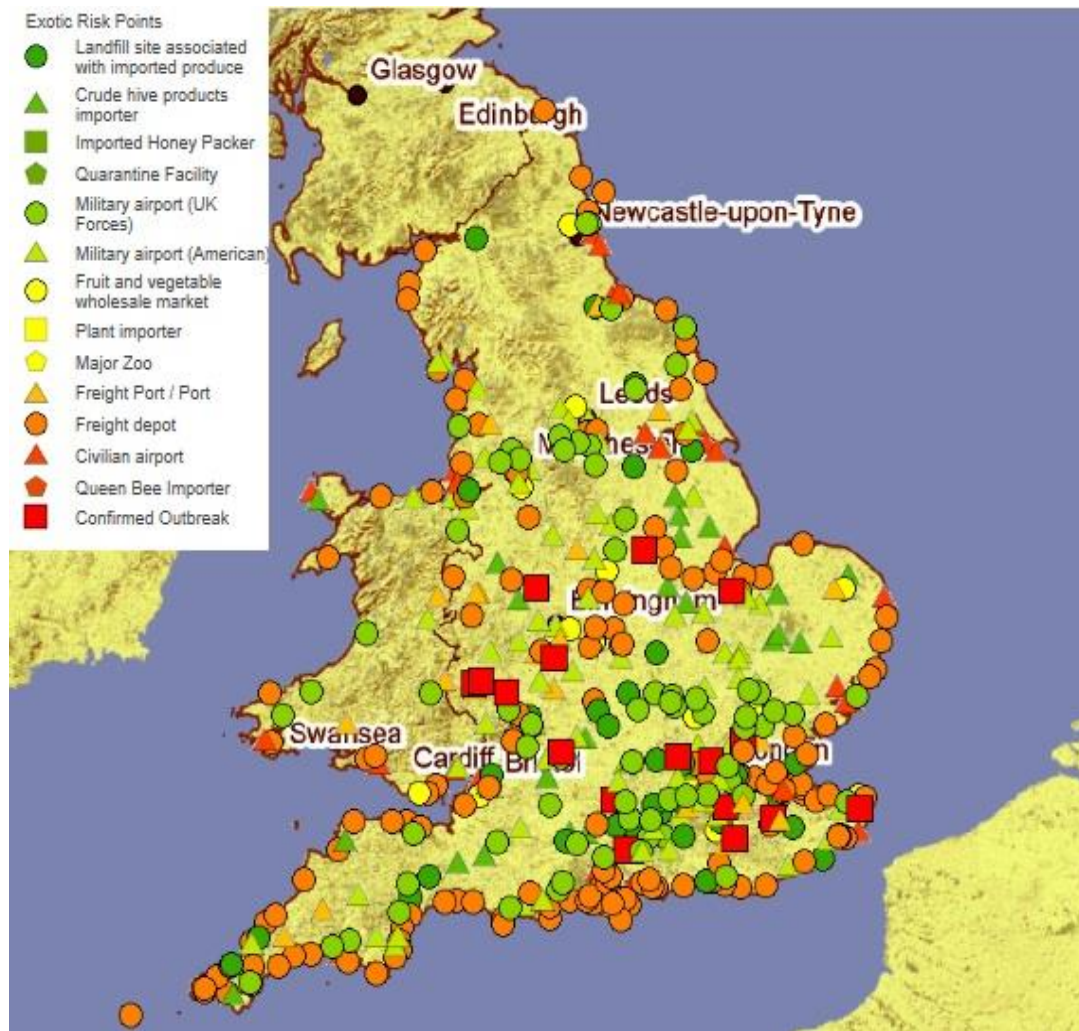 Exotic Risk Points
Landfill site associated
with imported produce
Crude hive products
importer
Imported Honey Packer
Quarantine Facility
Military airport (UK
Forces)
Military airport (American)
Fruit and vegetable
wholesale market
Plant importer
Major Zoo
Freight Port / Port
Freight depot
Civilian airport
Queen Bee Importer
Confirmed Outbreak
Glasgow
Edinburgh
Newcastle-upon-Tyne
Leeds
Swansea
Cardiff